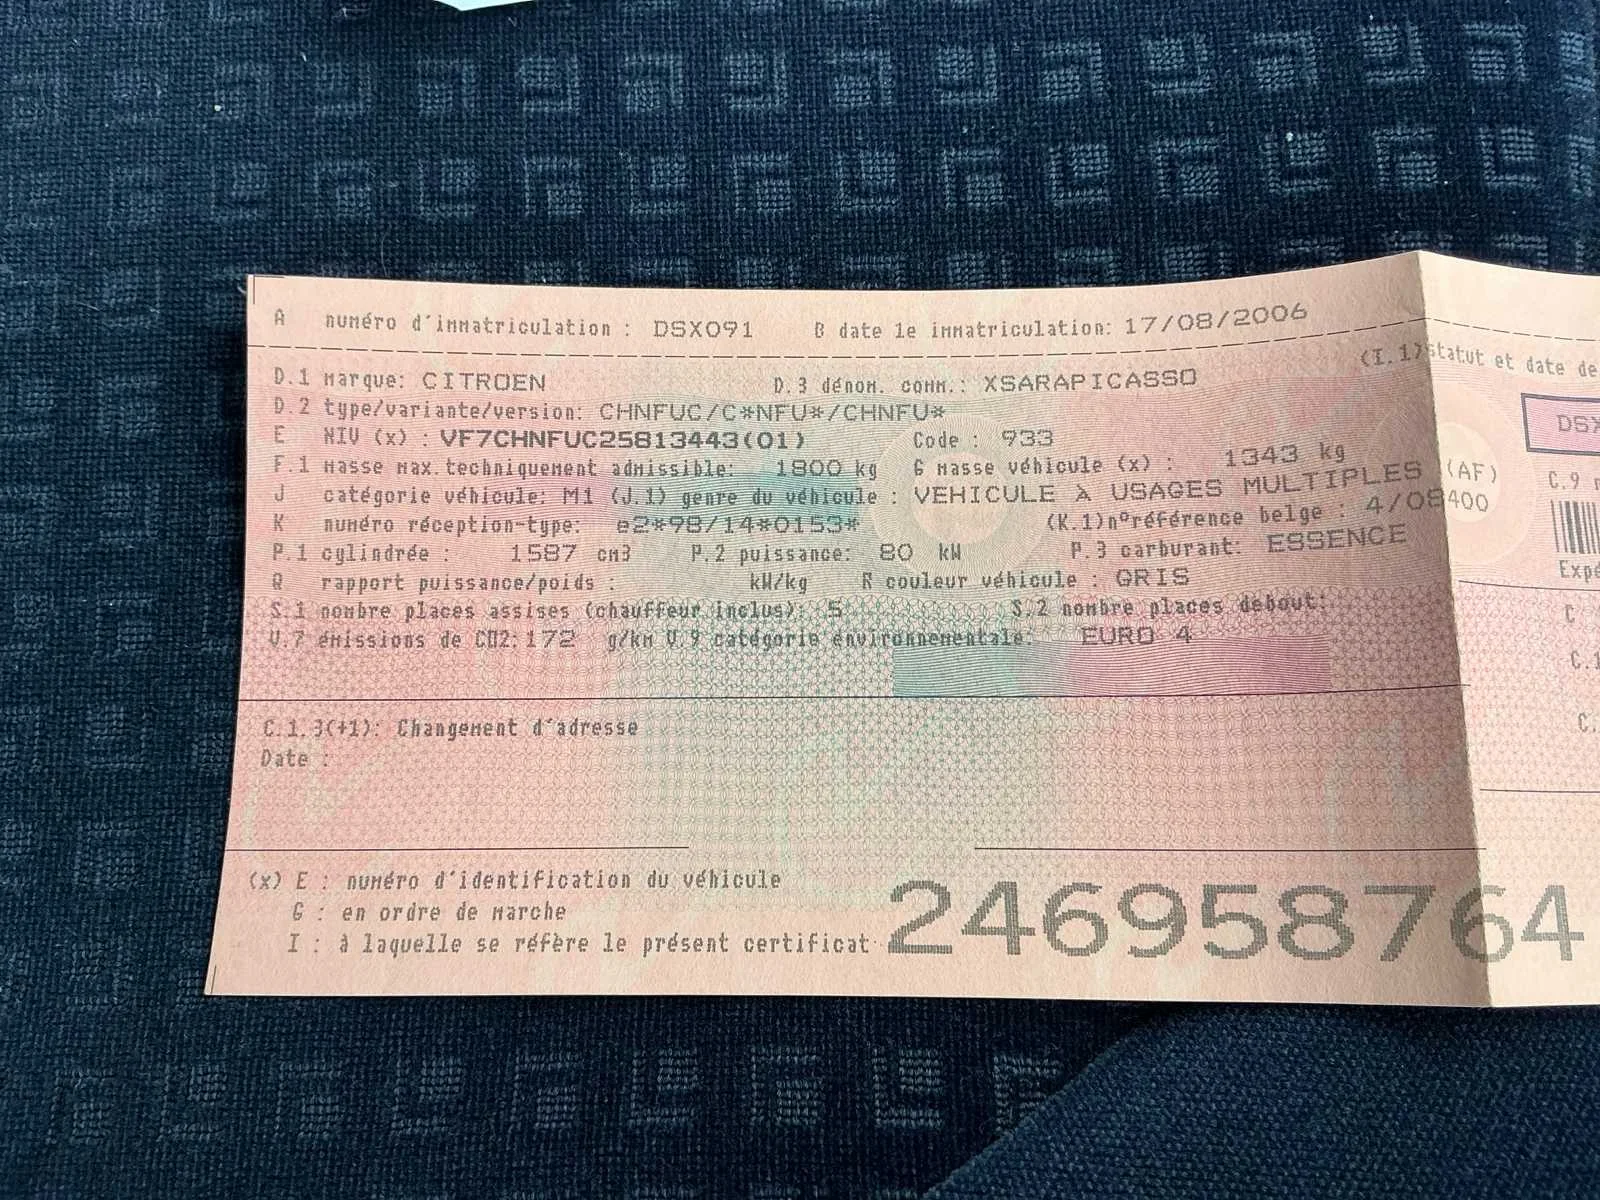 A numéro d'immatriculation : DSX091 B date 1e immatriculation: 17/08/2006
(I.1) Statut et date de
D.1 marque: CITROEN D.3 dénom. comm.: XSARAPICASSO
D.2 type/variante/version: CHNFUC/C*NFU*/CHNFU*
DSX
E NIV (x) : VF7CHNFUC25813443(01) Code : 933
F.1 masse max.techniquement admissible: 1800 kg G masse véhicule (x) : 1343 kg
J catégorie véhicule: M1 (J.1) genre du véhicule : VEHICULE A USAGES MULTIPLES (AF)
C.9
K numéro réception-type: e2*98/14*0153* (K.1)n°référence belge : 4/08400
P.1 cylindrée : 1587 cm3 P.2 puissance: 80 kW P.3 carburant: ESSENCE
Expé
Q rapport puissance/poids : kW/kg R couleur véhicule : GRIS
S.1 nombre places assises (chauffeur inclus): 5 S.2 nombre places debout:
C
V.7 émissions de CO2: 172 g/km V.9 catégorie environnementale: EURO 4
C.1
C.
C.1.3(+1): Changement d'adresse
Date :
(x) E : numéro d'identification du véhicule
G : en ordre de marche
I : à laquelle se réfère le présent certificat
246958764